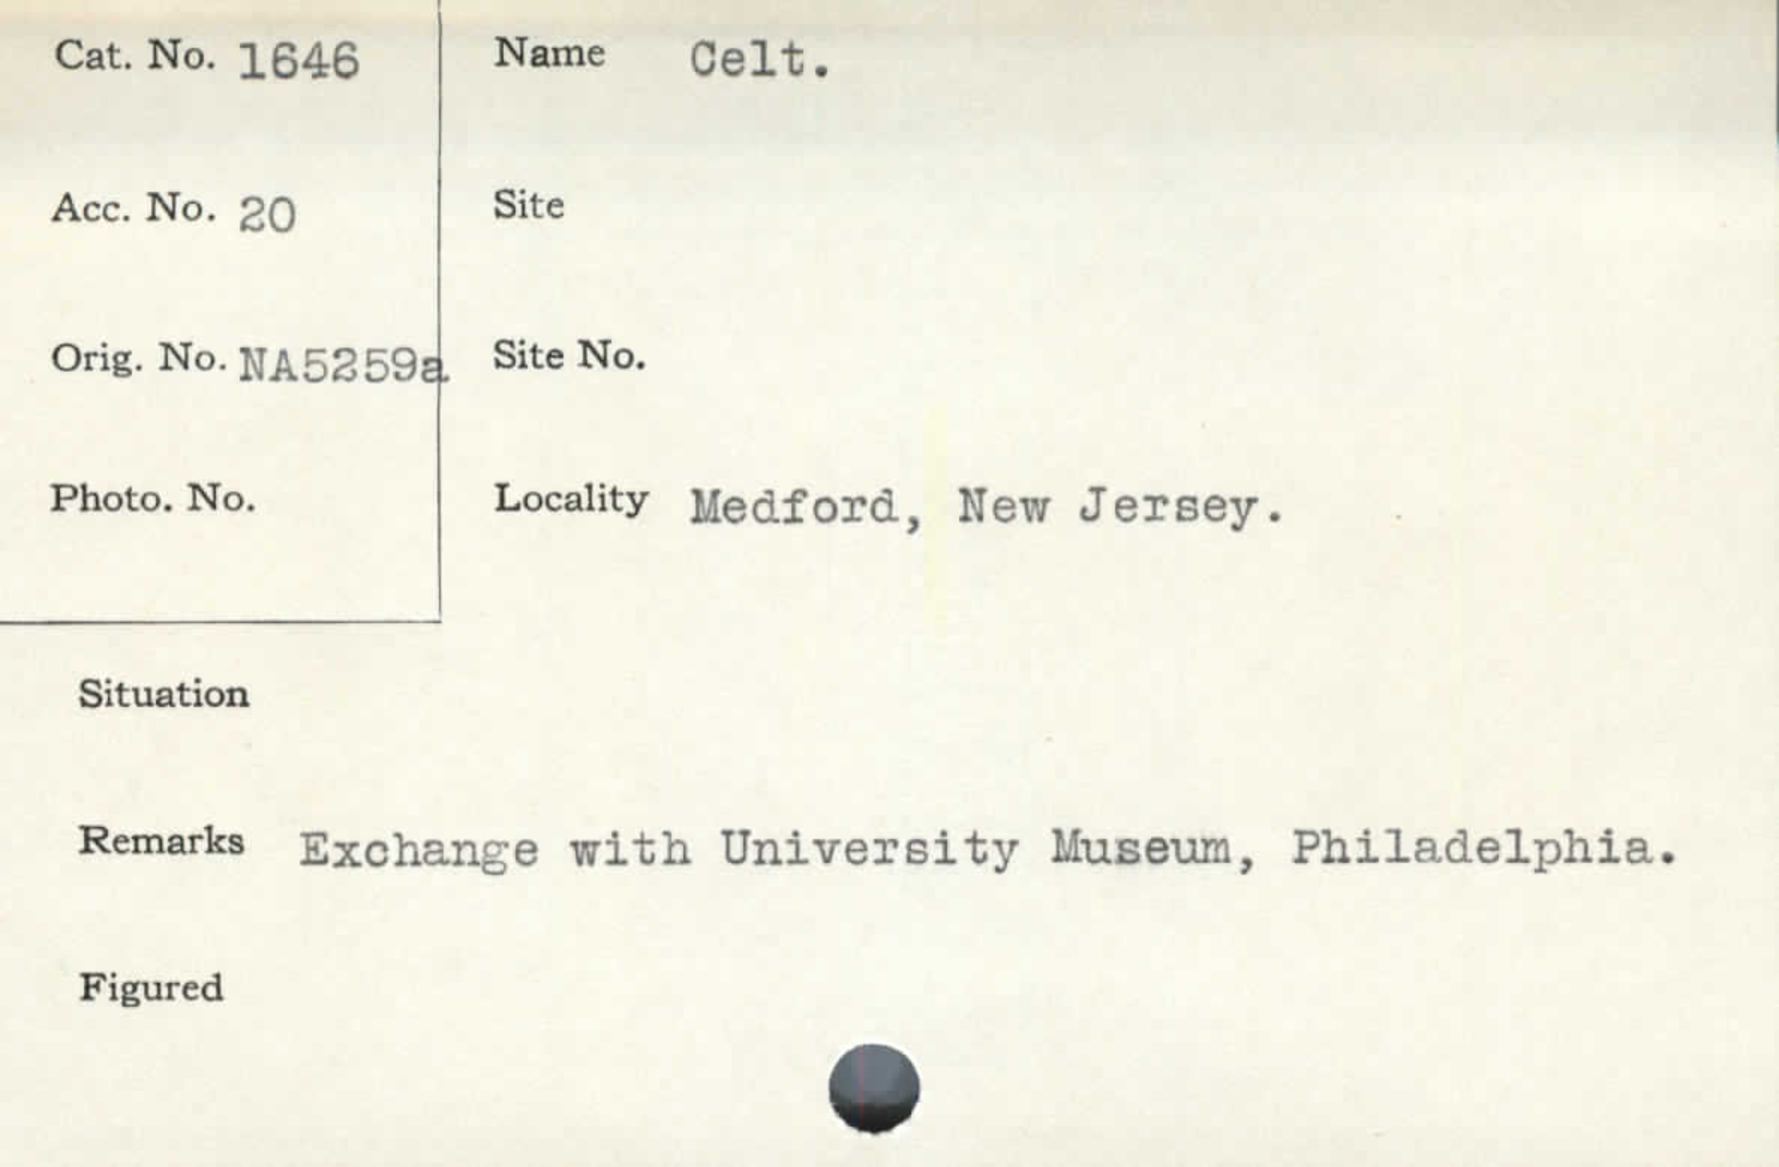 Cat. No. 1646
Name Celt.
Acc. No. 20
Site
Orig. No. NA5259a
Site No.
Photo. No.
Locality Medford, New Jersey.
Situation
Remarks Exchange with University Museum, Philadelphia.
Figured